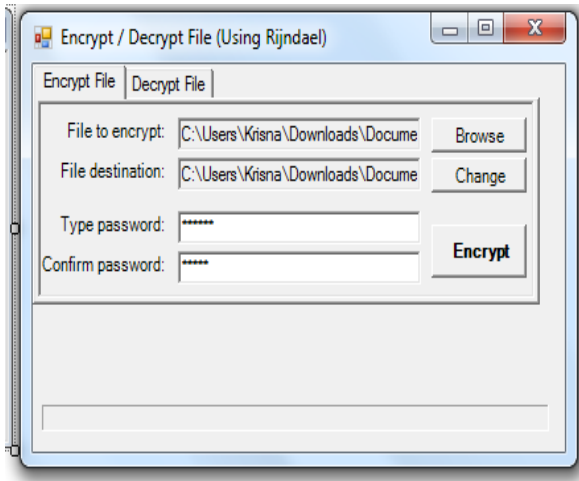 Encrypt / Decrypt File (Using Rijndael)
Encrypt File Decrypt File
File to encrypt: C:\Users\Krisna\Downloads\Docume Browse
File destination: C:\Users\Krisna\Downloads\Docume Change
Type password: ******
Confirm password: *****
Encrypt